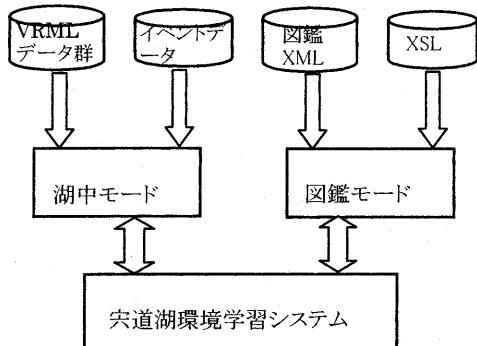 VRML
データ群
イベントデ
ータ
図鑑
XML
XSL
湖中モード
図鑑モード
宍道湖環境学習システム